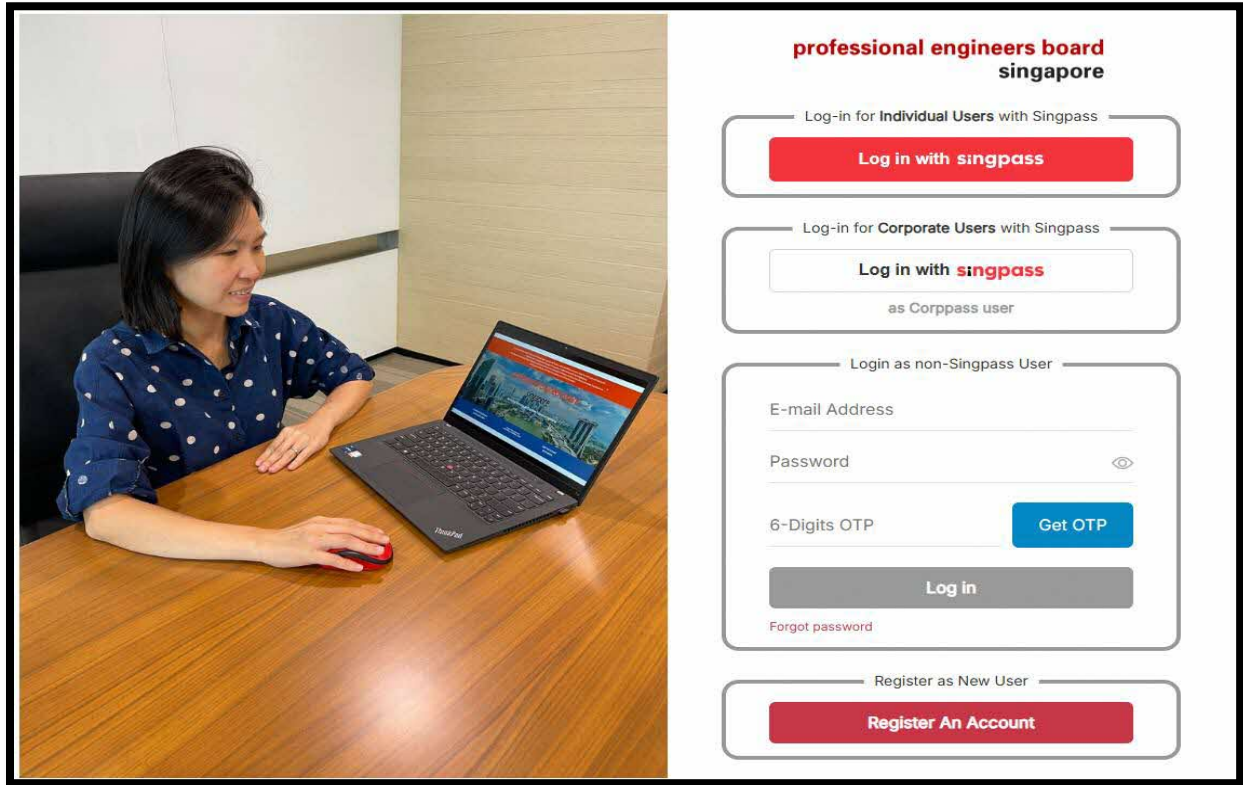 professional engineers board
singapore
Log-in for Individual Users with Singpass
Log in with singpass
Log-in for Corporate Users with Singpass
Log in with singpass
as Corppass user
Login as non-Singpass User
E-mail Address
Password
6-Digits OTP
Get OTP
Log in
Forgot password
Register as New User
Register An Account
ThinkPad